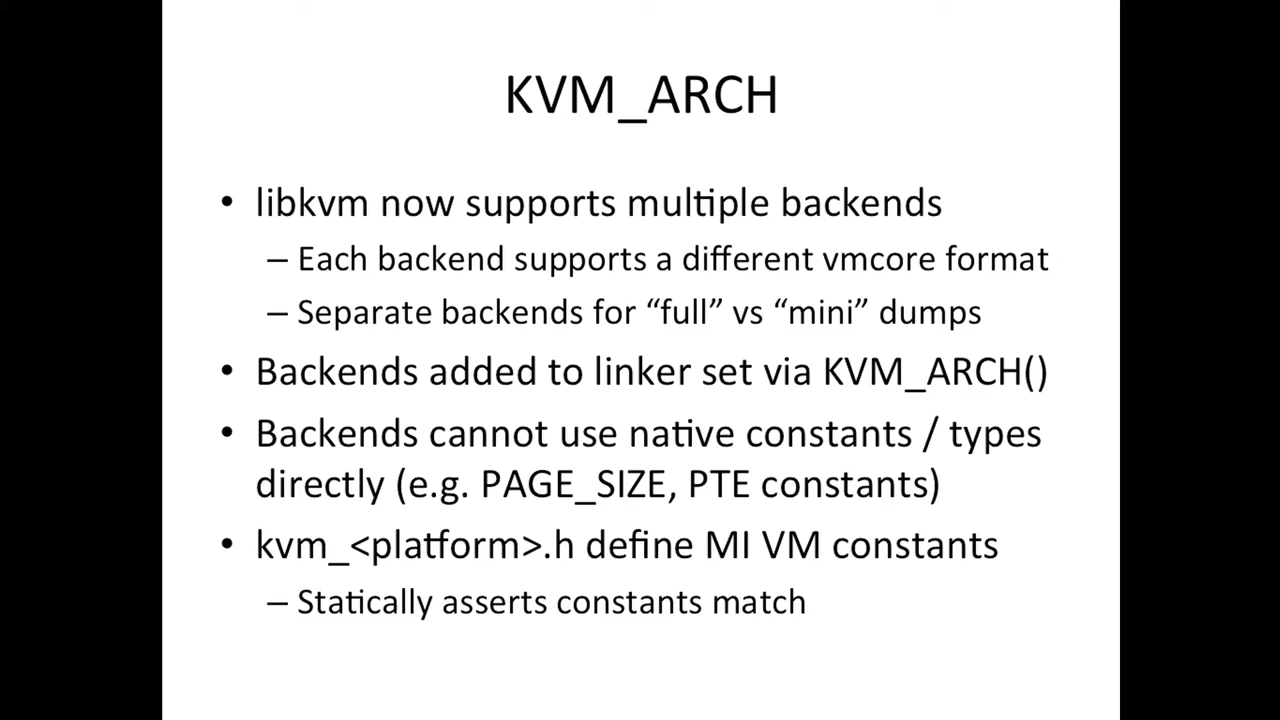 KVM_ARCH
• libkvm now supports multiple backends
– Each backend supports a different vmcore format
– Separate backends for “full” vs “mini” dumps
• Backends added to linker set via KVM_ARCH()
• Backends cannot use native constants / types
directly (e.g. PAGE_SIZE, PTE constants)
• kvm_<platform>.h define MI VM constants
– Statically asserts constants match